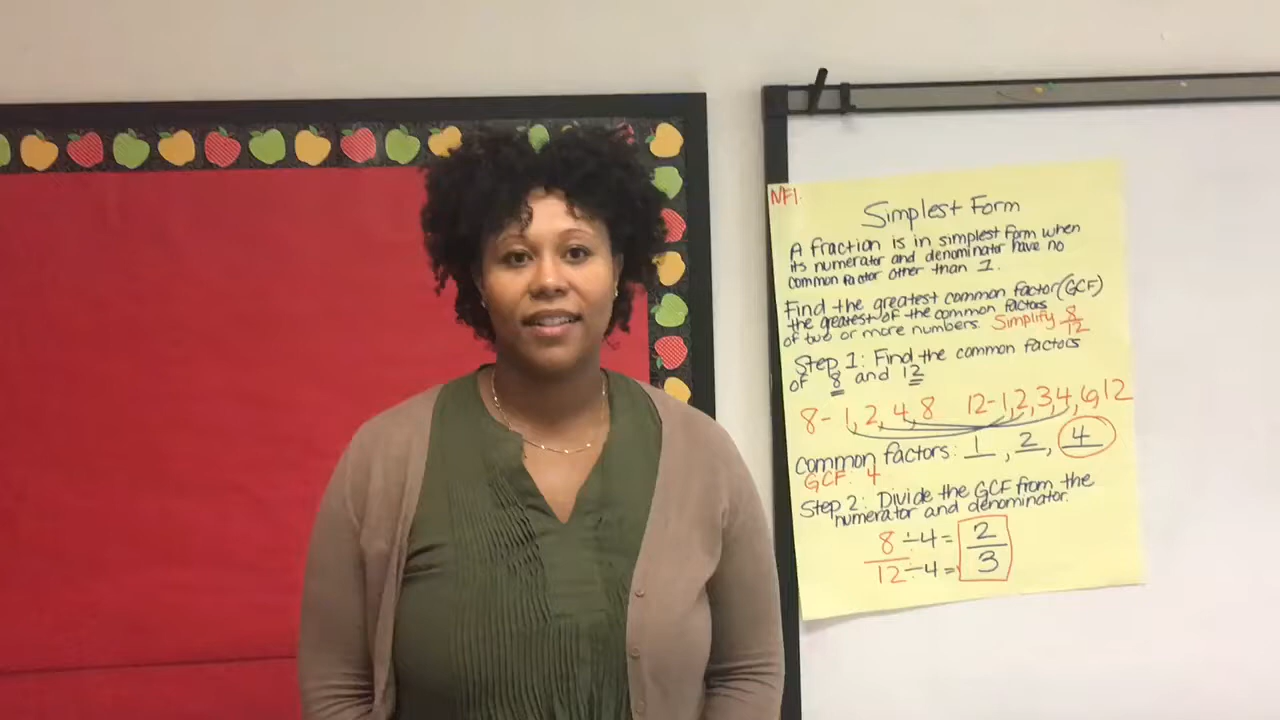 NF1.
Simplest Form
A fraction is in simplest form when
its numerator and denominator have no
common factor other than 1.
Find the greatest common factor (GCF)
the greatest of the common factors
of two or more numbers. Simplify 8/12
Step 1: Find the common factors
of 8 and 12
8 - 1, 2, 4, 8 12 - 1, 2, 3, 4, 6, 12
Common factors: 1, 2, 4
GCF: 4
Step 2: Divide the GCF from the
numerator and denominator.
8 ÷ 4 = 2
12 ÷ 4 = 3